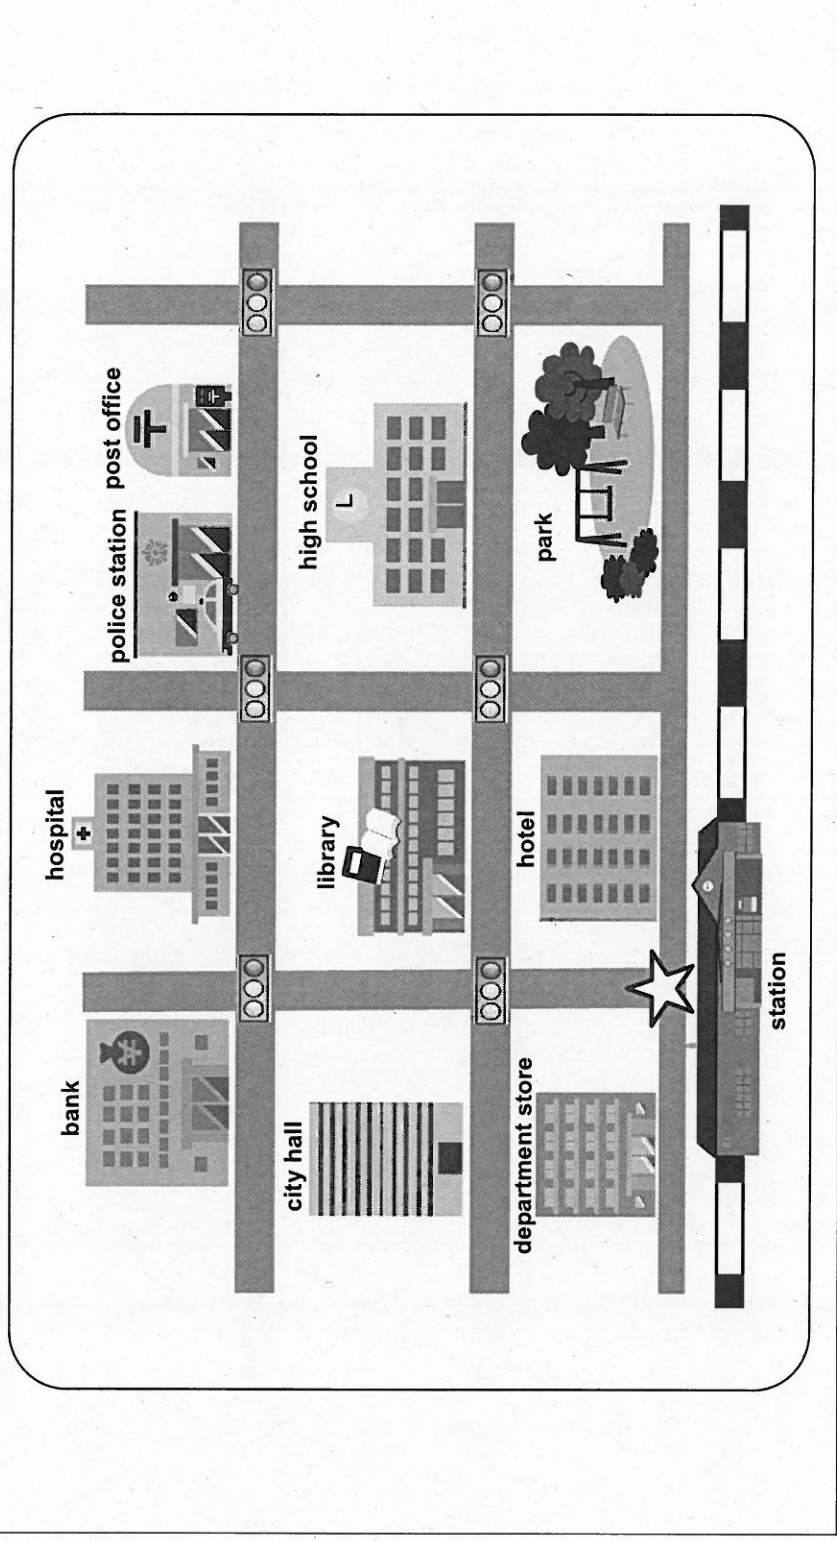 bank
hospital
police station
post office
city hall
library
high school
department store
hotel
park
station